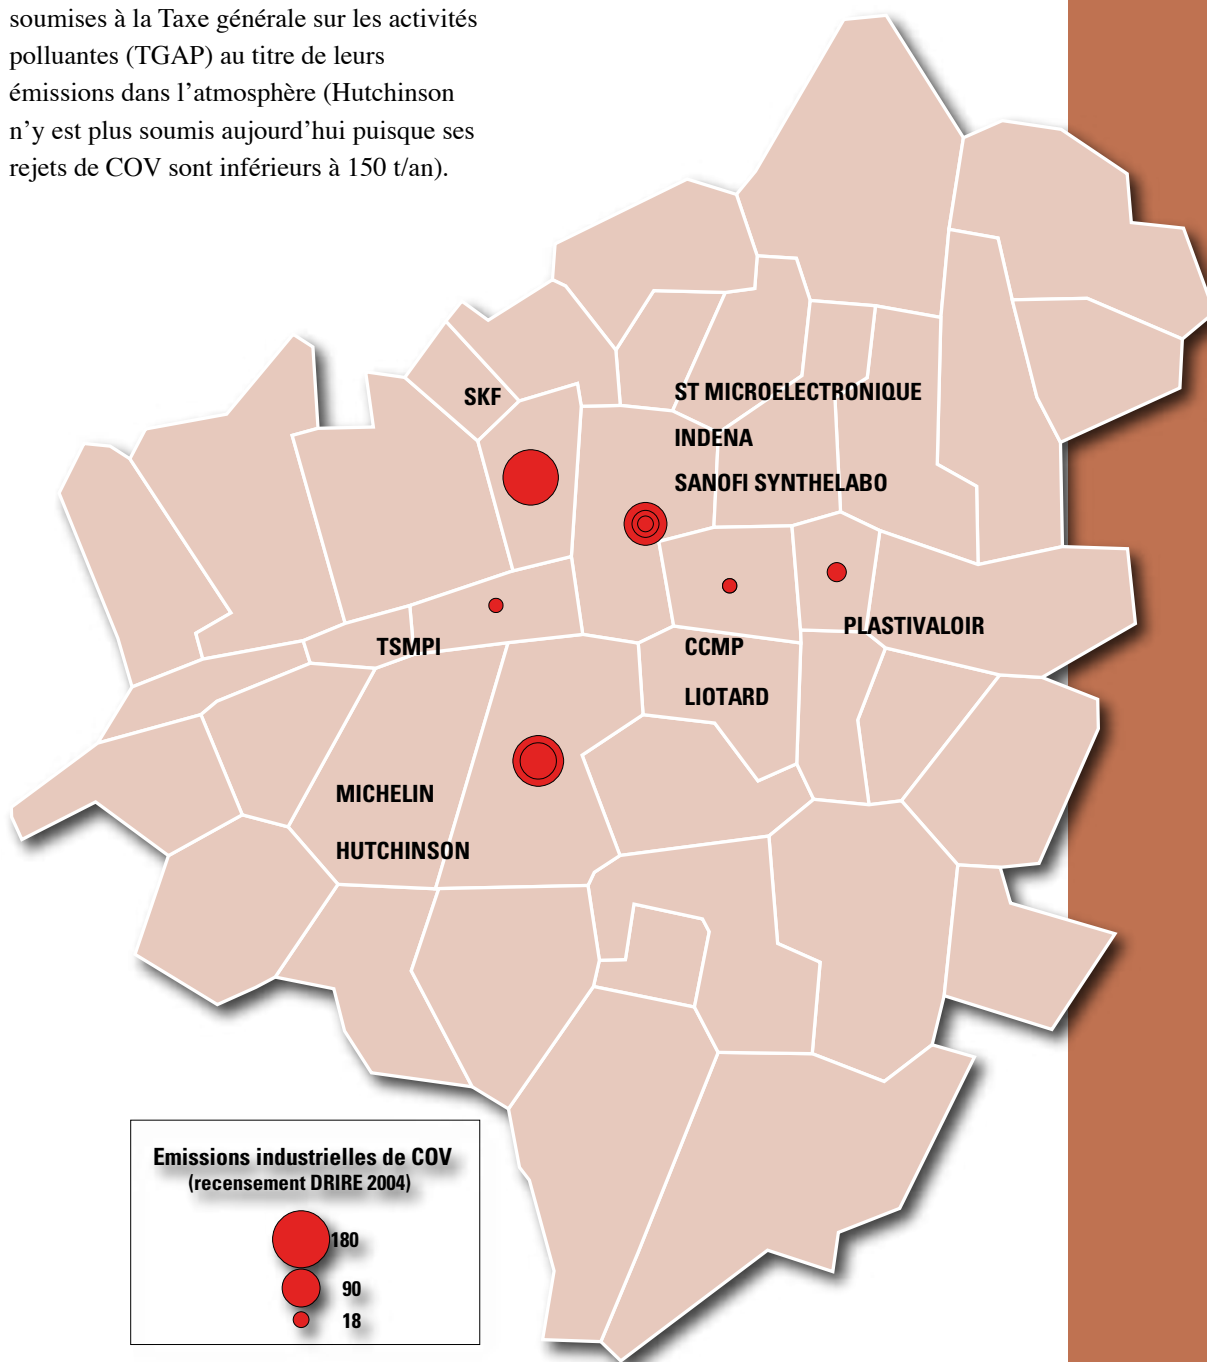 soumises à la Taxe générale sur les activités
polluantes (TGAP) au titre de leurs
émissions dans l’atmosphère (Hutchinson
n’y est plus soumis aujourd’hui puisque ses
rejets de COV sont inférieurs à 150 t/an).
SKF
ST MICROELECTRONIQUE
INDENA
SANOFI SYNTHELABO
PLASTIVALOIR
TSMPI
CCMP
LIOTARD
MICHELIN
HUTCHINSON
Emissions industrielles de COV
(recensement DRIRE 2004)
180
90
18